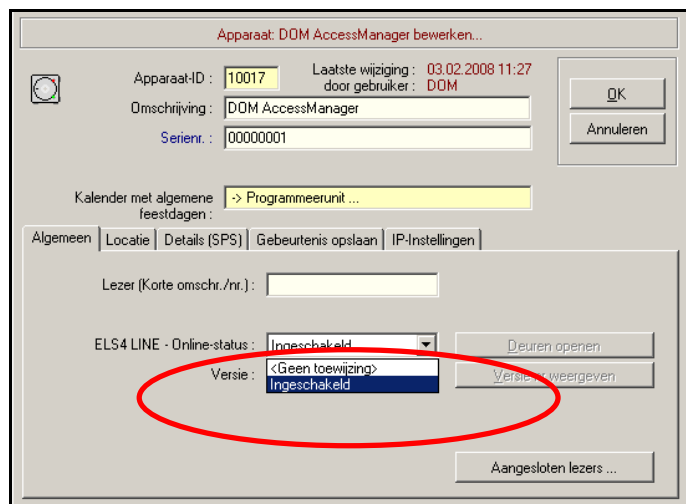 Apparaat: DOM AccessManager bewerken...
Apparaat-ID : 10017 Laatste wijziging : 03.02.2008 11:27
door gebruiker : DOM
Omschrijving : DOM AccessManager
Serienr. : 00000001
OK
Annuleren
Kalender met algemene feestdagen : -> Programmeerunit ...
Algemeen Locatie Details (SPS) Gebeurtenis opslaan IP-Instellingen
Lezer (Korte omschr./nr.) :
ELS4 LINE - Online-status : Ingeschakeld Deuren openen
Versie : <Geen toewijzing> weergeven
Ingeschakeld
Aangesloten lezers ...